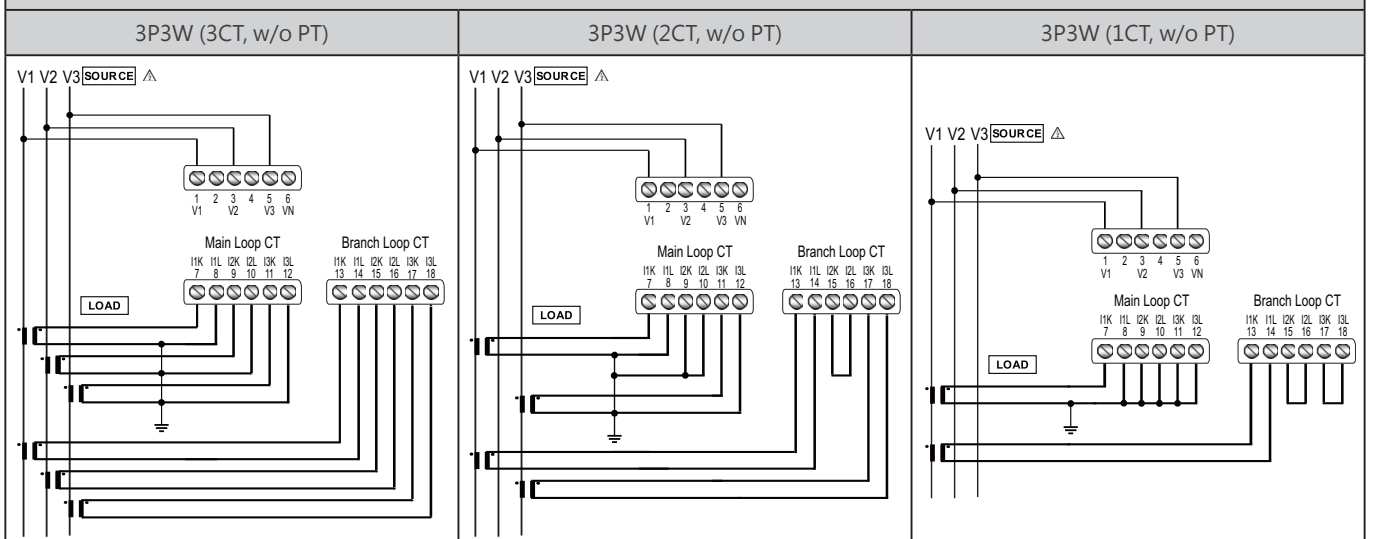 3P3W (3CT, w/o PT)
3P3W (2CT, w/o PT)
3P3W (1CT, w/o PT)
V1 V2 V3 SOURCE ⚠
1 2 3 4 5 6
V1 V2 V3 VN
Main Loop CT Branch Loop CT
I1K I1L I2K I2L I3K I3L I1K I1L I2K I2L I3K I3L
7 8 9 10 11 12 13 14 15 16 17 18
LOAD
V1 V2 V3 SOURCE ⚠
1 2 3 4 5 6
V1 V2 V3 VN
Main Loop CT Branch Loop CT
I1K I1L I2K I2L I3K I3L I1K I1L I2K I2L I3K I3L
7 8 9 10 11 12 13 14 15 16 17 18
LOAD
V1 V2 V3 SOURCE ⚠
1 2 3 4 5 6
V1 V2 V3 VN
Main Loop CT Branch Loop CT
I1K I1L I2K I2L I3K I3L I1K I1L I2K I2L I3K I3L
7 8 9 10 11 12 13 14 15 16 17 18
LOAD